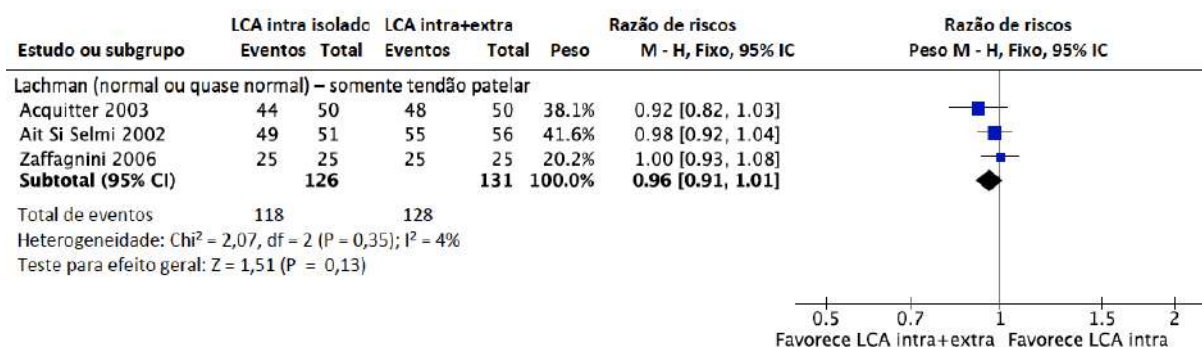 LCA intra isolado LCA intra+extra Razão de riscos Razão de riscos
Estudo ou subgrupo Eventos Total Eventos Total Peso M - H, Fixo, 95% IC Peso M - H, Fixo, 95% IC
Lachman (normal ou quase normal) – somente tendão patelar
Acquitter 2003 44 50 48 50 38.1% 0.92 [0.82, 1.03]
Ait Si Selmi 2002 49 51 55 56 41.6% 0.98 [0.92, 1.04]
Zaffagnini 2006 25 25 25 25 20.2% 1.00 [0.93, 1.08]
Subtotal (95% CI) 126 131 100.0% 0.96 [0.91, 1.01]
Total de eventos 118 128
Heterogeneidade: Chi² = 2,07, df = 2 (P = 0,35); I² = 4%
Teste para efeito geral: Z = 1,51 (P = 0,13)
0.5 0.7 1 1.5 2
Favorece LCA intra+extra Favorece LCA intra